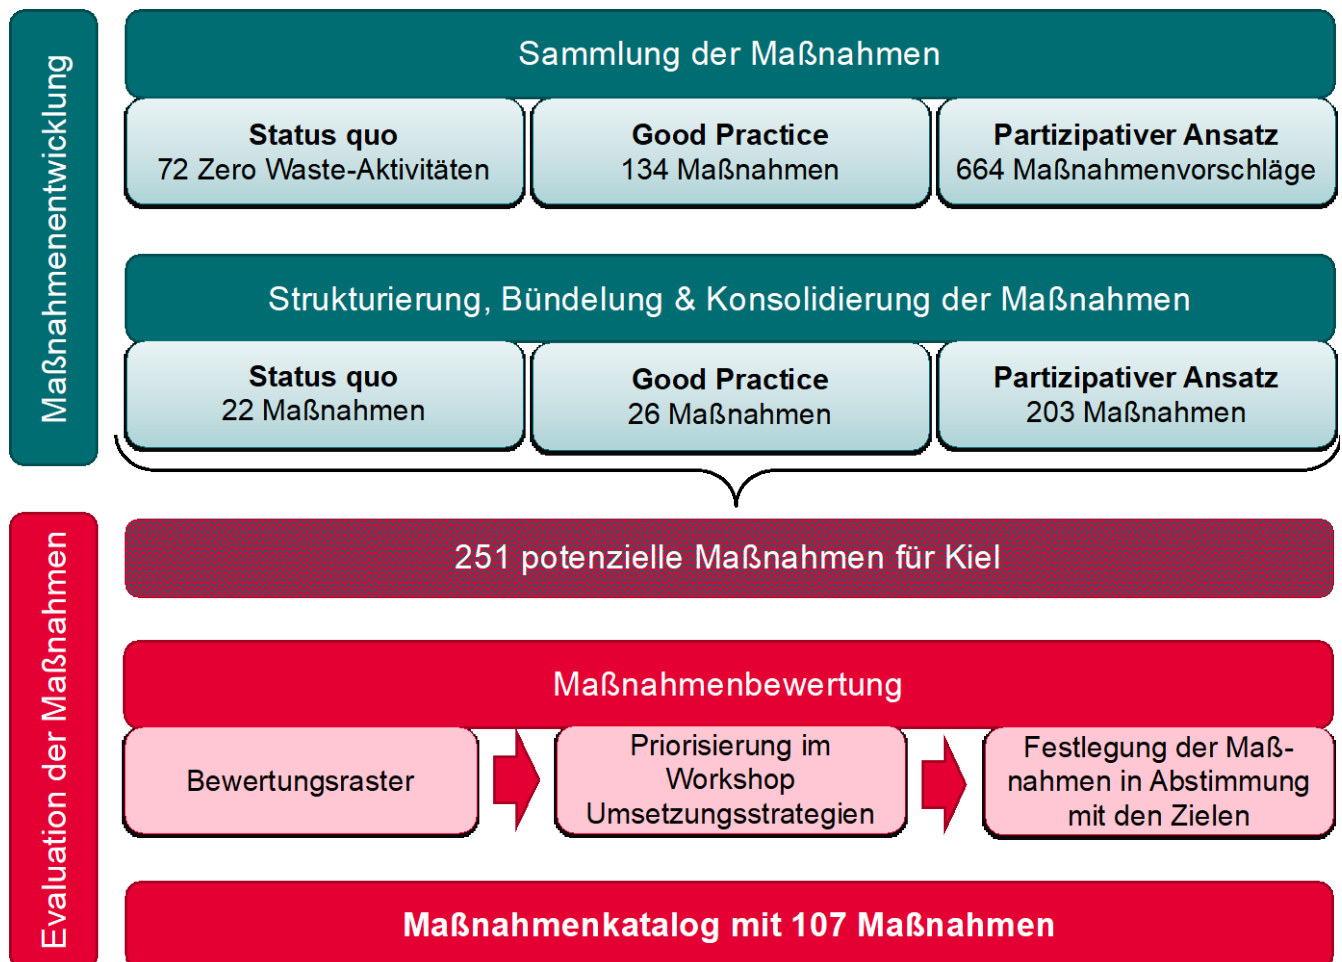 Maßnahmenentwicklung
Sammlung der Maßnahmen
Status quo
72 Zero Waste-Aktivitäten
Good Practice
134 Maßnahmen
Partizipativer Ansatz
664 Maßnahmenvorschläge
Strukturierung, Bündelung & Konsolidierung der Maßnahmen
Status quo
22 Maßnahmen
Good Practice
26 Maßnahmen
Partizipativer Ansatz
203 Maßnahmen
Evaluation der Maßnahmen
251 potenzielle Maßnahmen für Kiel
Maßnahmenbewertung
Bewertungsraster
Priorisierung im
Workshop
Umsetzungsstrategien
Festlegung der Maß-
nahmen in Abstimmung
mit den Zielen
Maßnahmenkatalog mit 107 Maßnahmen